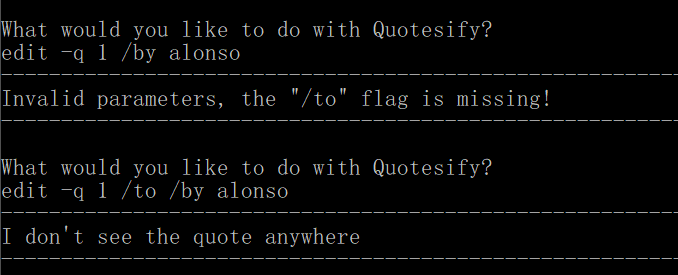 What would you like to do with Quotesify?
edit -q 1 /by alonso
--------------------------------------------------------------------------------
Invalid parameters, the "/to" flag is missing!
--------------------------------------------------------------------------------
What would you like to do with Quotesify?
edit -q 1 /to /by alonso
--------------------------------------------------------------------------------
I don't see the quote anywhere
--------------------------------------------------------------------------------